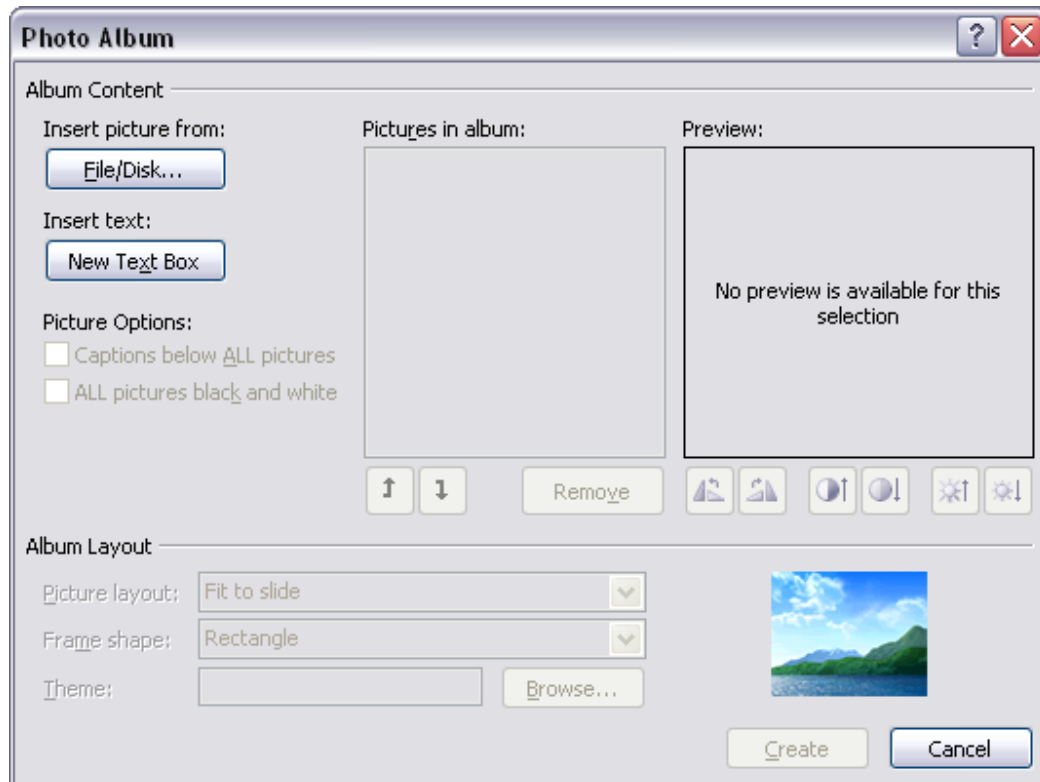 Photo Album
Album Content
Insert picture from:
File/Disk...
Insert text:
New Text Box
Picture Options:
Captions below ALL pictures
ALL pictures black and white
Pictures in album:
Remove
Preview:
No preview is available for this
selection
Album Layout
Picture layout:
Fit to slide
Frame shape:
Rectangle
Theme:
Browse...
Create
Cancel